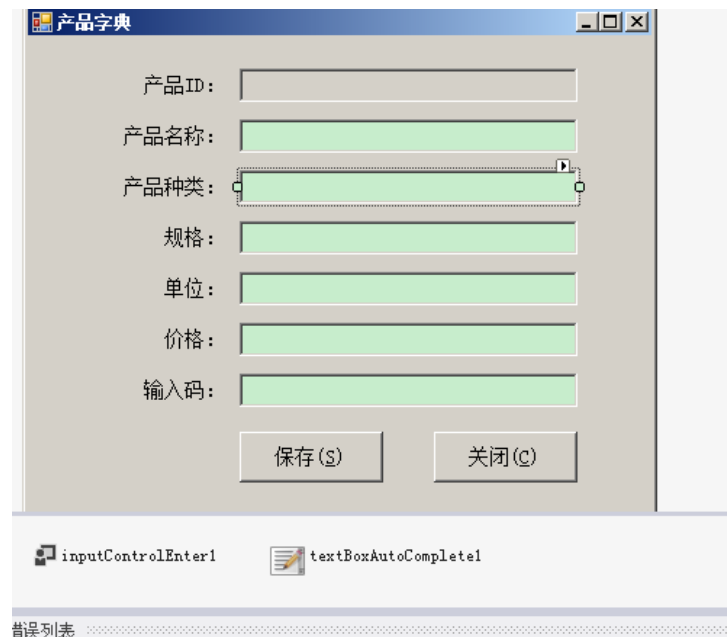 产品字典
产品ID：
产品名称：
产品种类：
规格：
单位：
价格：
输入码：
保存(S) 关闭(C)
inputControlEnter1 textBoxAutoComplete1
错误列表